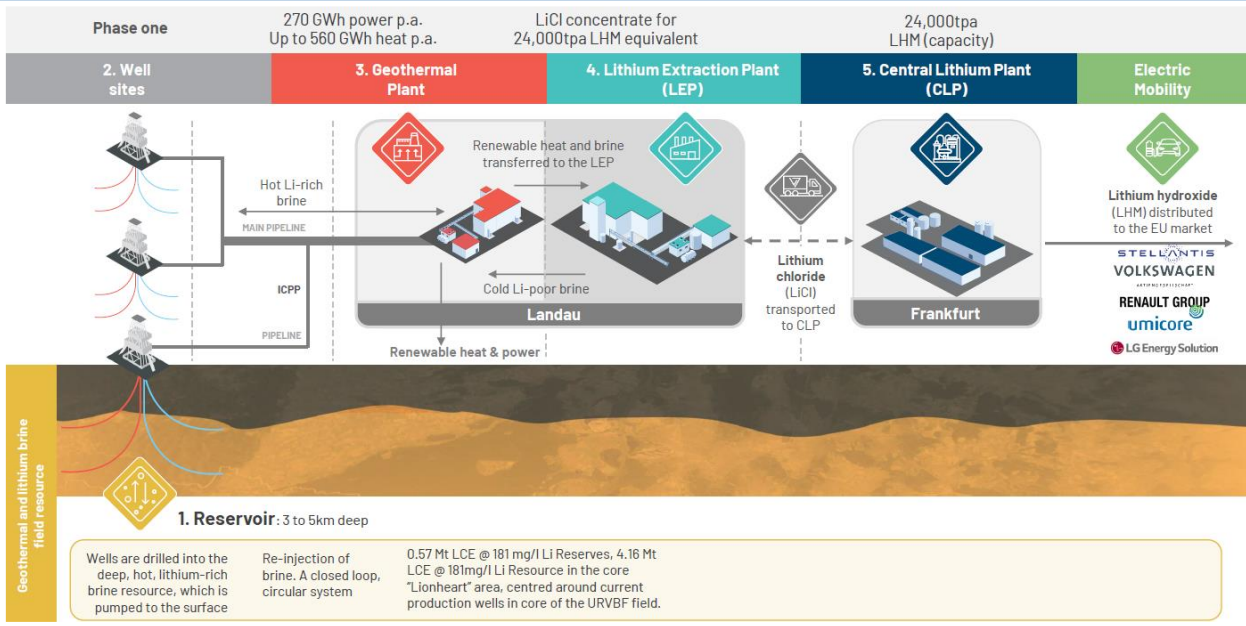 Phase one
270 GWh power p.a.
Up to 560 GWh heat p.a.
LiCl concentrate for
24,000tpa LHM equivalent
24,000tpa
LHM (capacity)
2. Well
sites
3. Geothermal
Plant
4. Lithium Extraction Plant
(LEP)
5. Central Lithium Plant
(CLP)
Electric
Mobility
Renewable heat and brine
transferred to the LEP
Hot Li-rich
brine
MAIN PIPELINE
ICPP
PIPELINE
Cold Li-poor brine
Landau
Renewable heat & power
Lithium
chloride
(LiCl)
transported
to CLP
Frankfurt
Lithium hydroxide
(LHM) distributed
to the EU market
STELLANTIS
VOLKSWAGEN
AKTIENGESELLSCHAFT
RENAULT GROUP
umicore
LG Energy Solution
Geothermal and lithium brine
field resource
1. Reservoir: 3 to 5km deep
Wells are drilled into the
deep, hot, lithium-rich
brine resource, which is
pumped to the surface
Re-injection of
brine. A closed loop,
circular system
0.57 Mt LCE @ 181 mg/l Li Reserves, 4.16 Mt
LCE @ 181mg/l Li Resource in the core
"Lionheart" area, centred around current
production wells in core of the URVBF field.